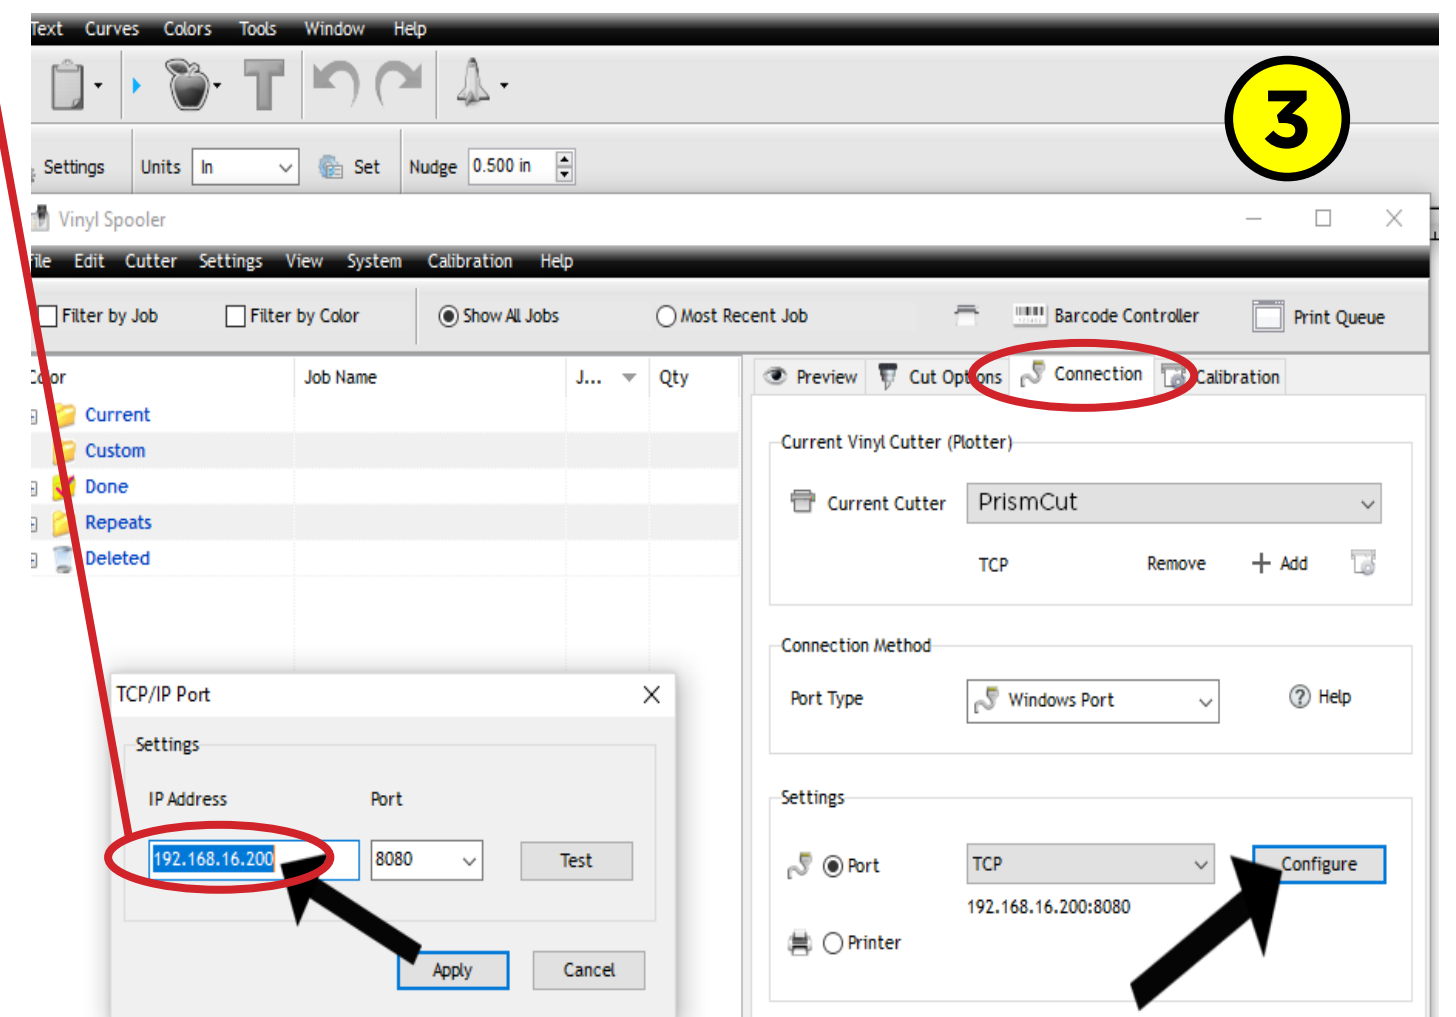 Text Curves Colors Tools Window Help
3
Settings Units In Set Nudge 0.500 in
Vinyl Spooler
File Edit Cutter Settings View System Calibration Help
Filter by Job Filter by Color Show All Jobs Most Recent Job Barcode Controller Print Queue
Color Job Name J... Qty
Preview Cut Options Connection Calibration
Current
Custom
Done
Repeats
Deleted
Current Vinyl Cutter (Plotter)
Current Cutter PrismCut
TCP Remove + Add
Connection Method
Port Type Windows Port ? Help
TCP/IP Port
Settings
IP Address Port
192.168.16.200 8080 Test
Apply Cancel
Settings
Port TCP Configure
192.168.16.200:8080
Printer